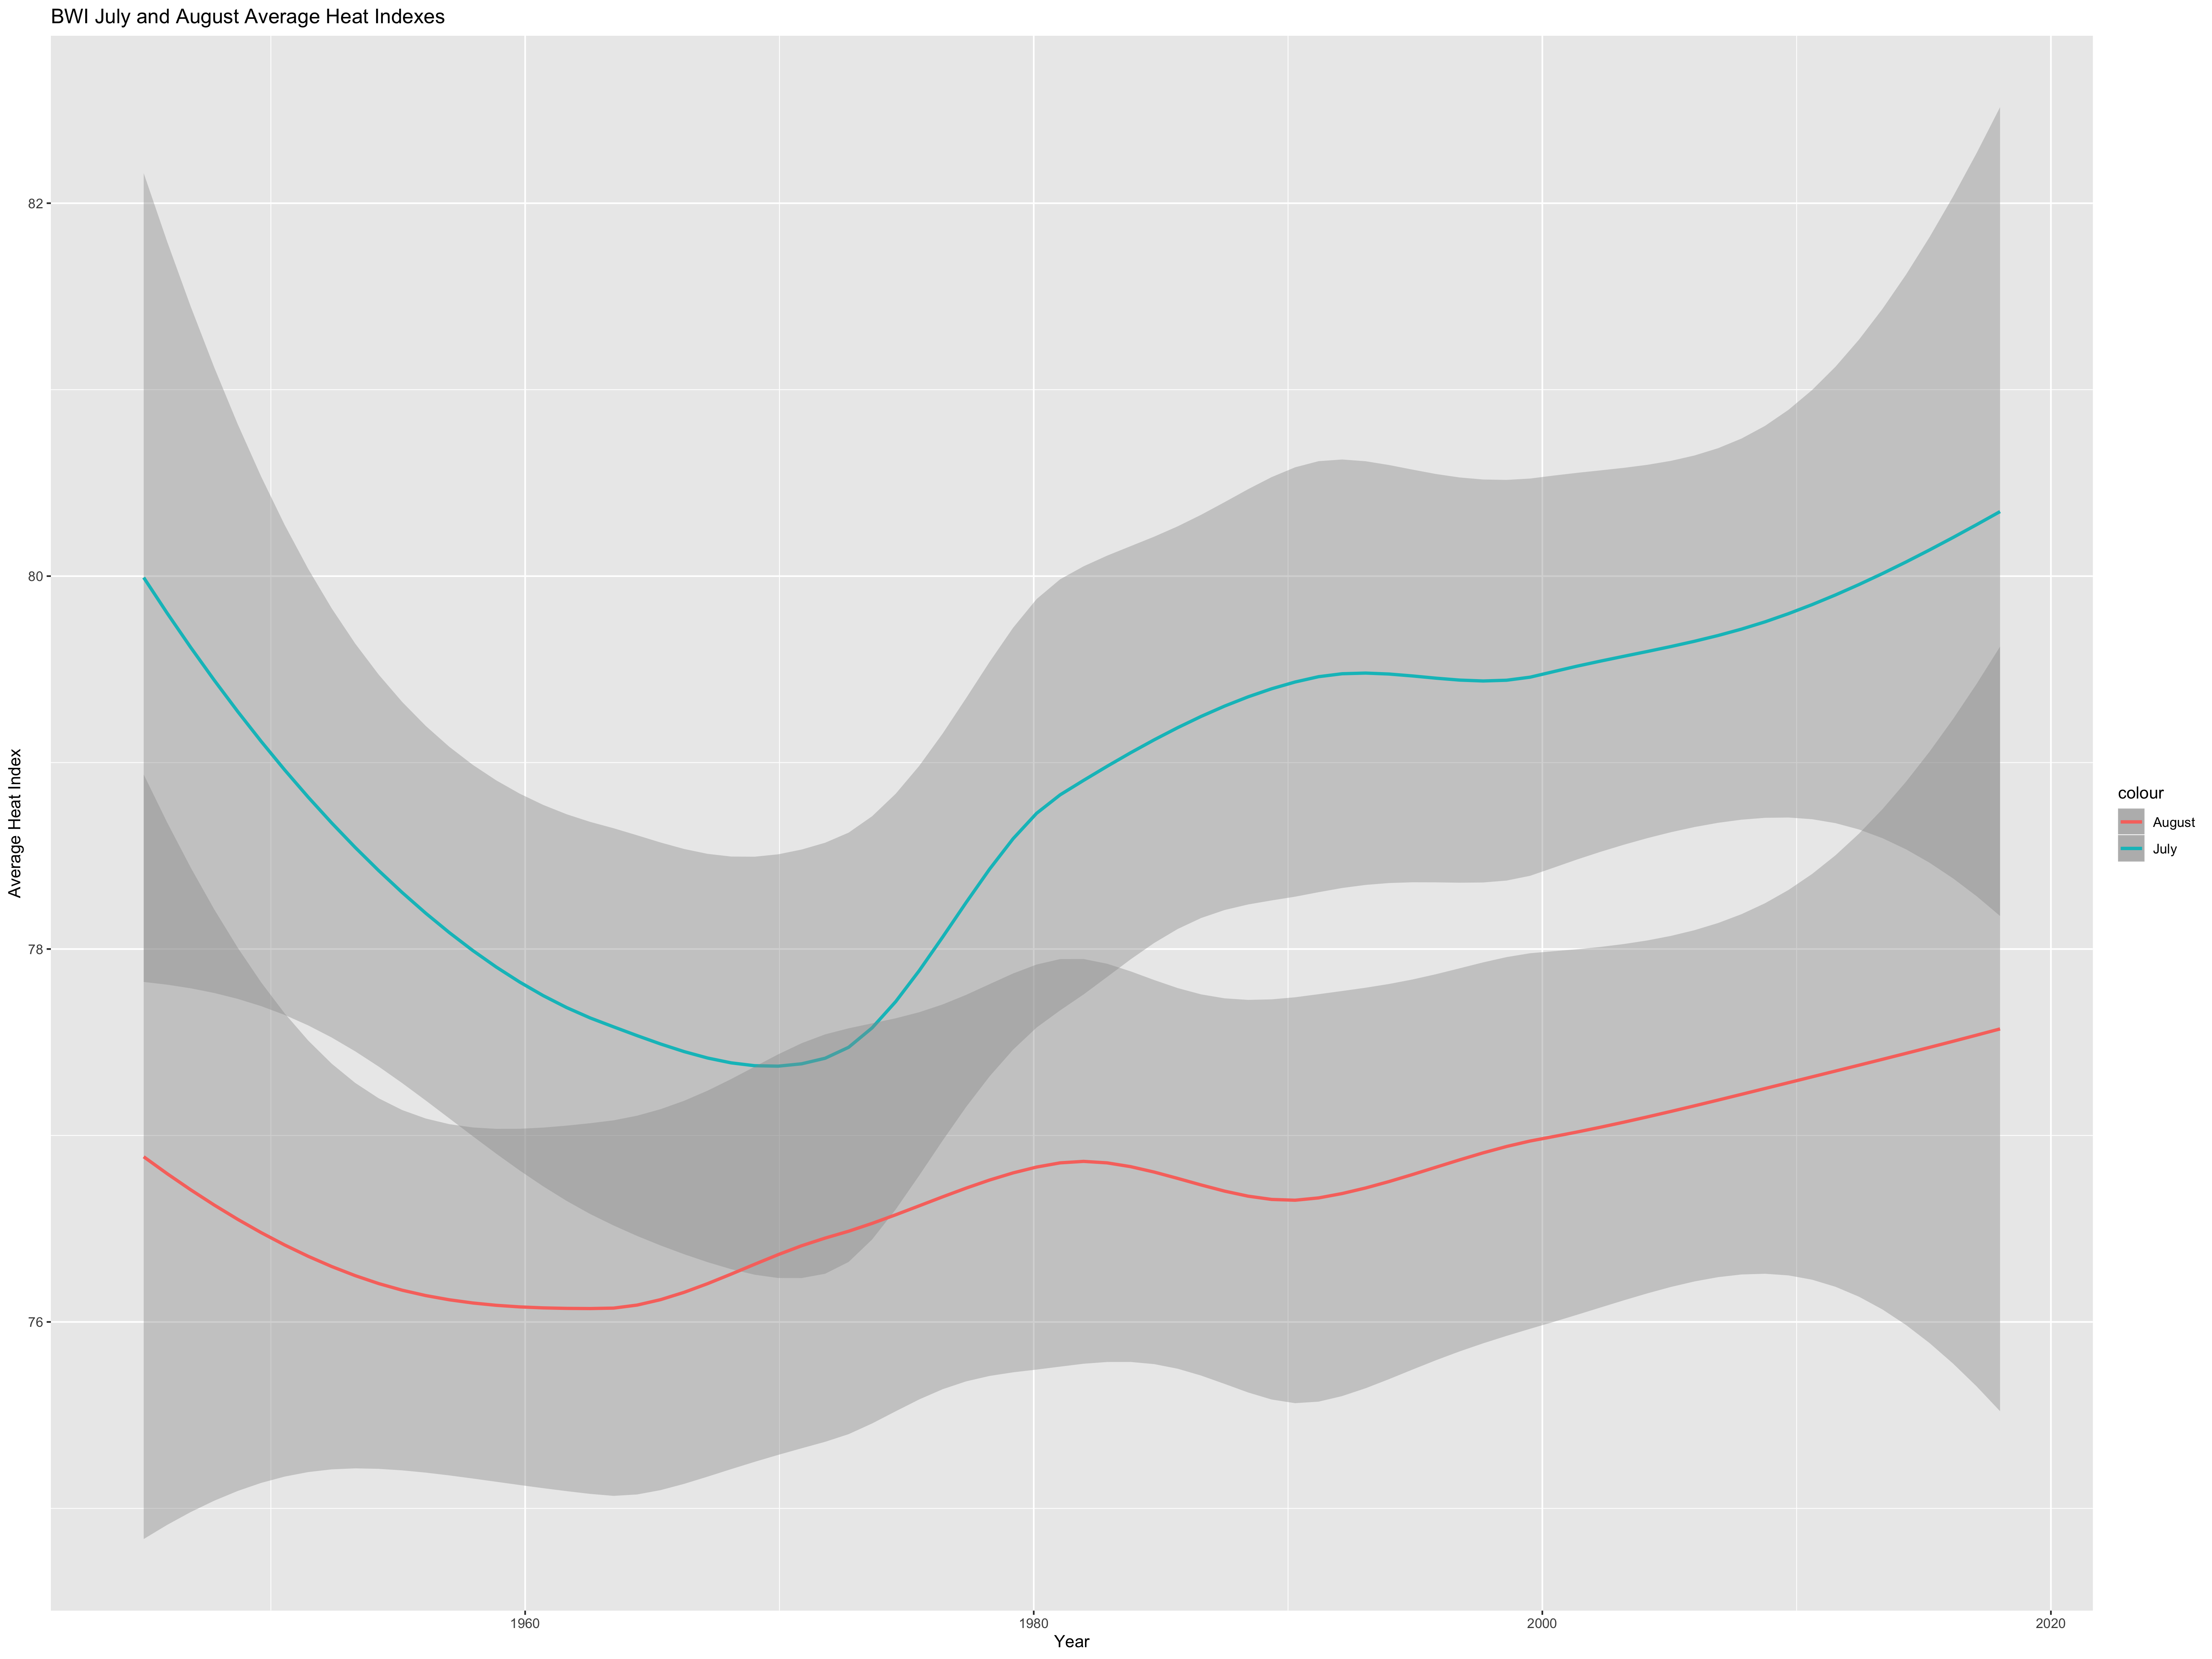 BWI July and August Average Heat Indexes
Average Heat Index
82
80
78
76
1960
1980
2000
2020
Year
colour
August
July